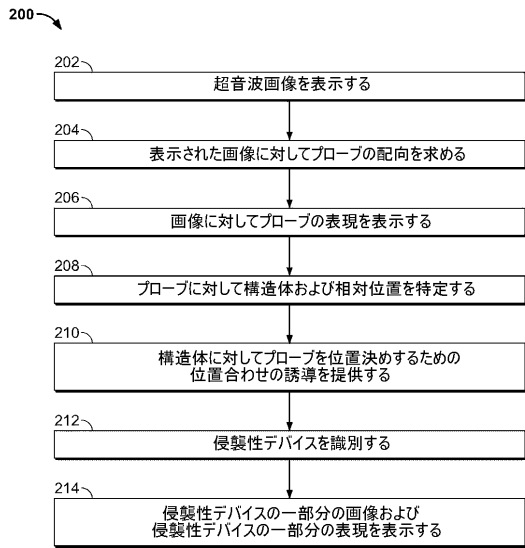 200
202
超音波画像を表示する
204
表示された画像に対してプローブの配向を求める
206
画像に対してプローブの表現を表示する
208
プローブに対して構造体および相対位置を特定する
210
構造体に対してプローブを位置決めするための
位置合わせの誘導を提供する
212
侵襲性デバイスを識別する
214
侵襲性デバイスの一部分の画像および
侵襲性デバイスの一部分の表現を表示する